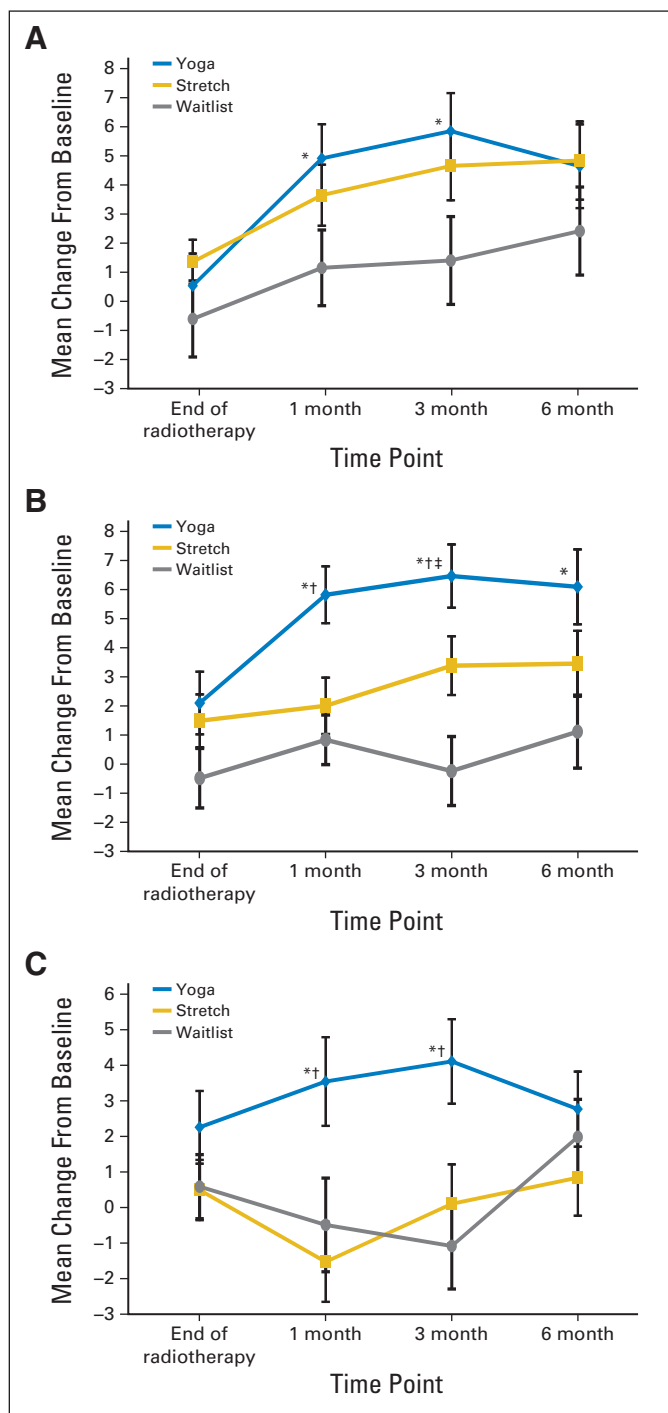 A
Yoga
Stretch
Waitlist
Mean Change From Baseline
8
7
6
5
4
3
2
1
0
–1
–2
–3
*
*
End of
radiotherapy
1 month
3 month
6 month
Time Point
B
Yoga
Stretch
Waitlist
Mean Change From Baseline
8
7
6
5
4
3
2
1
0
–1
–2
–3
*†
*†‡
*
End of
radiotherapy
1 month
3 month
6 month
Time Point
C
Yoga
Stretch
Waitlist
Mean Change From Baseline
6
5
4
3
2
1
0
–1
–2
–3
*†
*†
End of
radiotherapy
1 month
3 month
6 month
Time Point